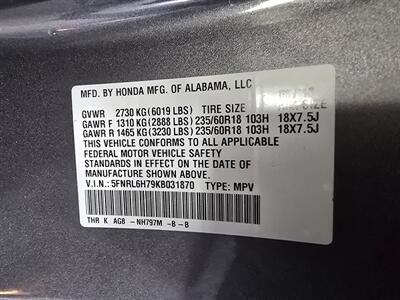 MFD. BY HONDA MFG. OF ALABAMA, LLC
GVWR 2730 KG (6019 LBS) TIRE SIZE RIM SIZE
GAWR F 1310 KG (2888 LBS) 235/60R18 103H 18X7.5J
GAWR R 1465 KG (3230 LBS) 235/60R18 103H 18X7.5J
THIS VEHICLE CONFORMS TO ALL APPLICABLE
FEDERAL MOTOR VEHICLE SAFETY
STANDARDS IN EFFECT ON THE DATE OF
MANUFACTURE SHOWN ABOVE.
V.I.N.: 5FNRL6H79KB031870 TYPE: MPV
THR K AG8 -NH797M -B -B